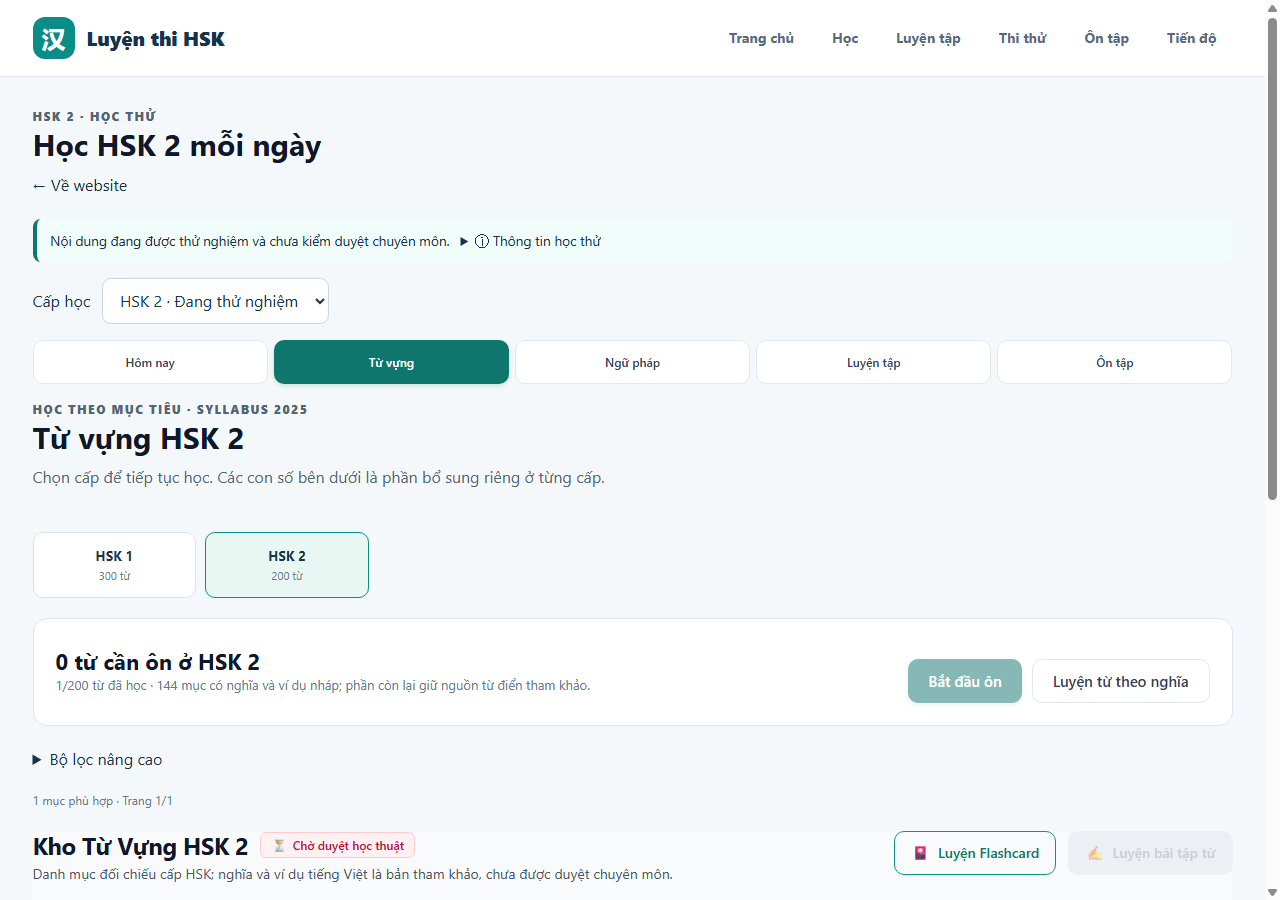 汉 Luyện thi HSK
Trang chủ Học Luyện tập Thi thử Ôn tập Tiến độ
HSK 2 · HỌC THỬ
Học HSK 2 mỗi ngày
← Về website
Nội dung đang được thử nghiệm và chưa kiểm duyệt chuyên môn. ▶ ⓘ Thông tin học thử
Cấp học HSK 2 · Đang thử nghiệm
Hôm nay Từ vựng Ngữ pháp Luyện tập Ôn tập
HỌC THEO MỤC TIÊU · SYLLABUS 2025
Từ vựng HSK 2
Chọn cấp để tiếp tục học. Các con số bên dưới là phần bổ sung riêng ở từng cấp.
HSK 1
300 từ
HSK 2
200 từ
0 từ cần ôn ở HSK 2
1/200 từ đã học · 144 mục có nghĩa và ví dụ nháp; phần còn lại giữ nguồn từ điển tham khảo.
Bắt đầu ôn Luyện từ theo nghĩa
▶ Bộ lọc nâng cao
1 mục phù hợp · Trang 1/1
Kho Từ Vựng HSK 2 ⏳ Chờ duyệt học thuật
Danh mục đối chiếu cấp HSK; nghĩa và ví dụ tiếng Việt là bản tham khảo, chưa được duyệt chuyên môn.
🎴 Luyện Flashcard ✍️ Luyện bài tập từ